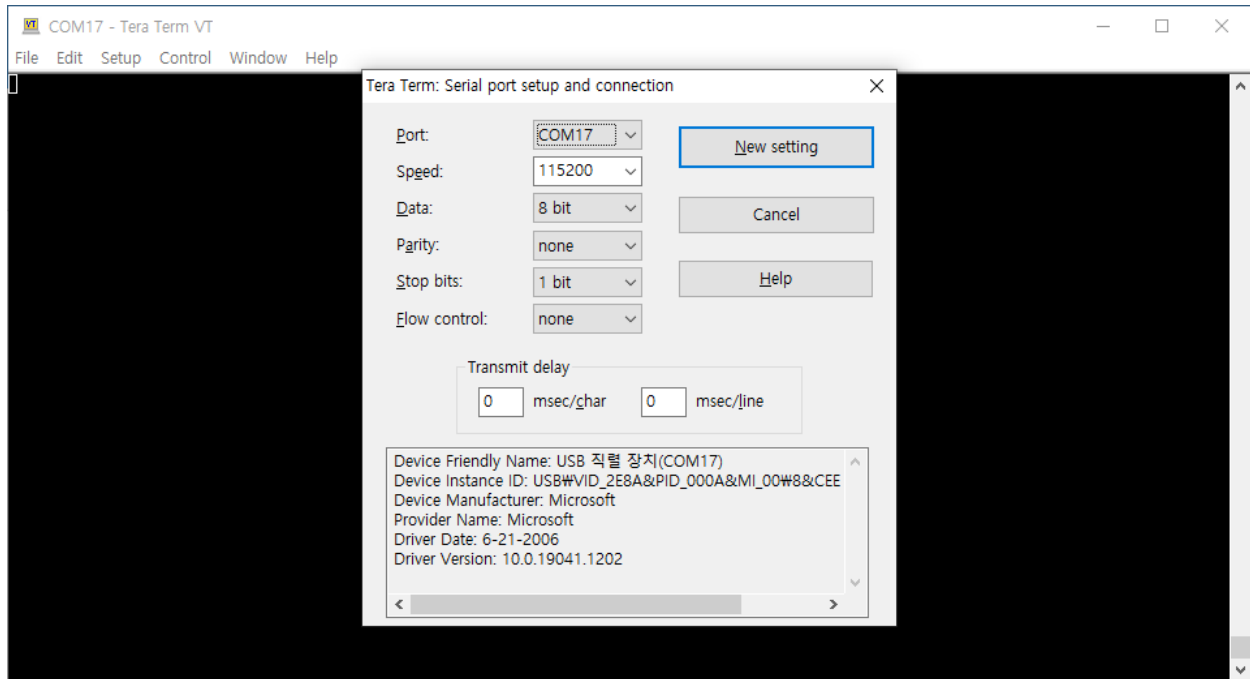 VT COM17 - Tera Term VT
File Edit Setup Control Window Help
Tera Term: Serial port setup and connection
Port: COM17
New setting
Speed: 115200
Data: 8 bit
Cancel
Parity: none
Stop bits: 1 bit
Help
Flow control: none
Transmit delay
0 msec/char 0 msec/line
Device Friendly Name: USB 직렬 장치(COM17)
Device Instance ID: USB₩VID_2E8A&PID_000A&MI_00₩8&CEE
Device Manufacturer: Microsoft
Provider Name: Microsoft
Driver Date: 6-21-2006
Driver Version: 10.0.19041.1202